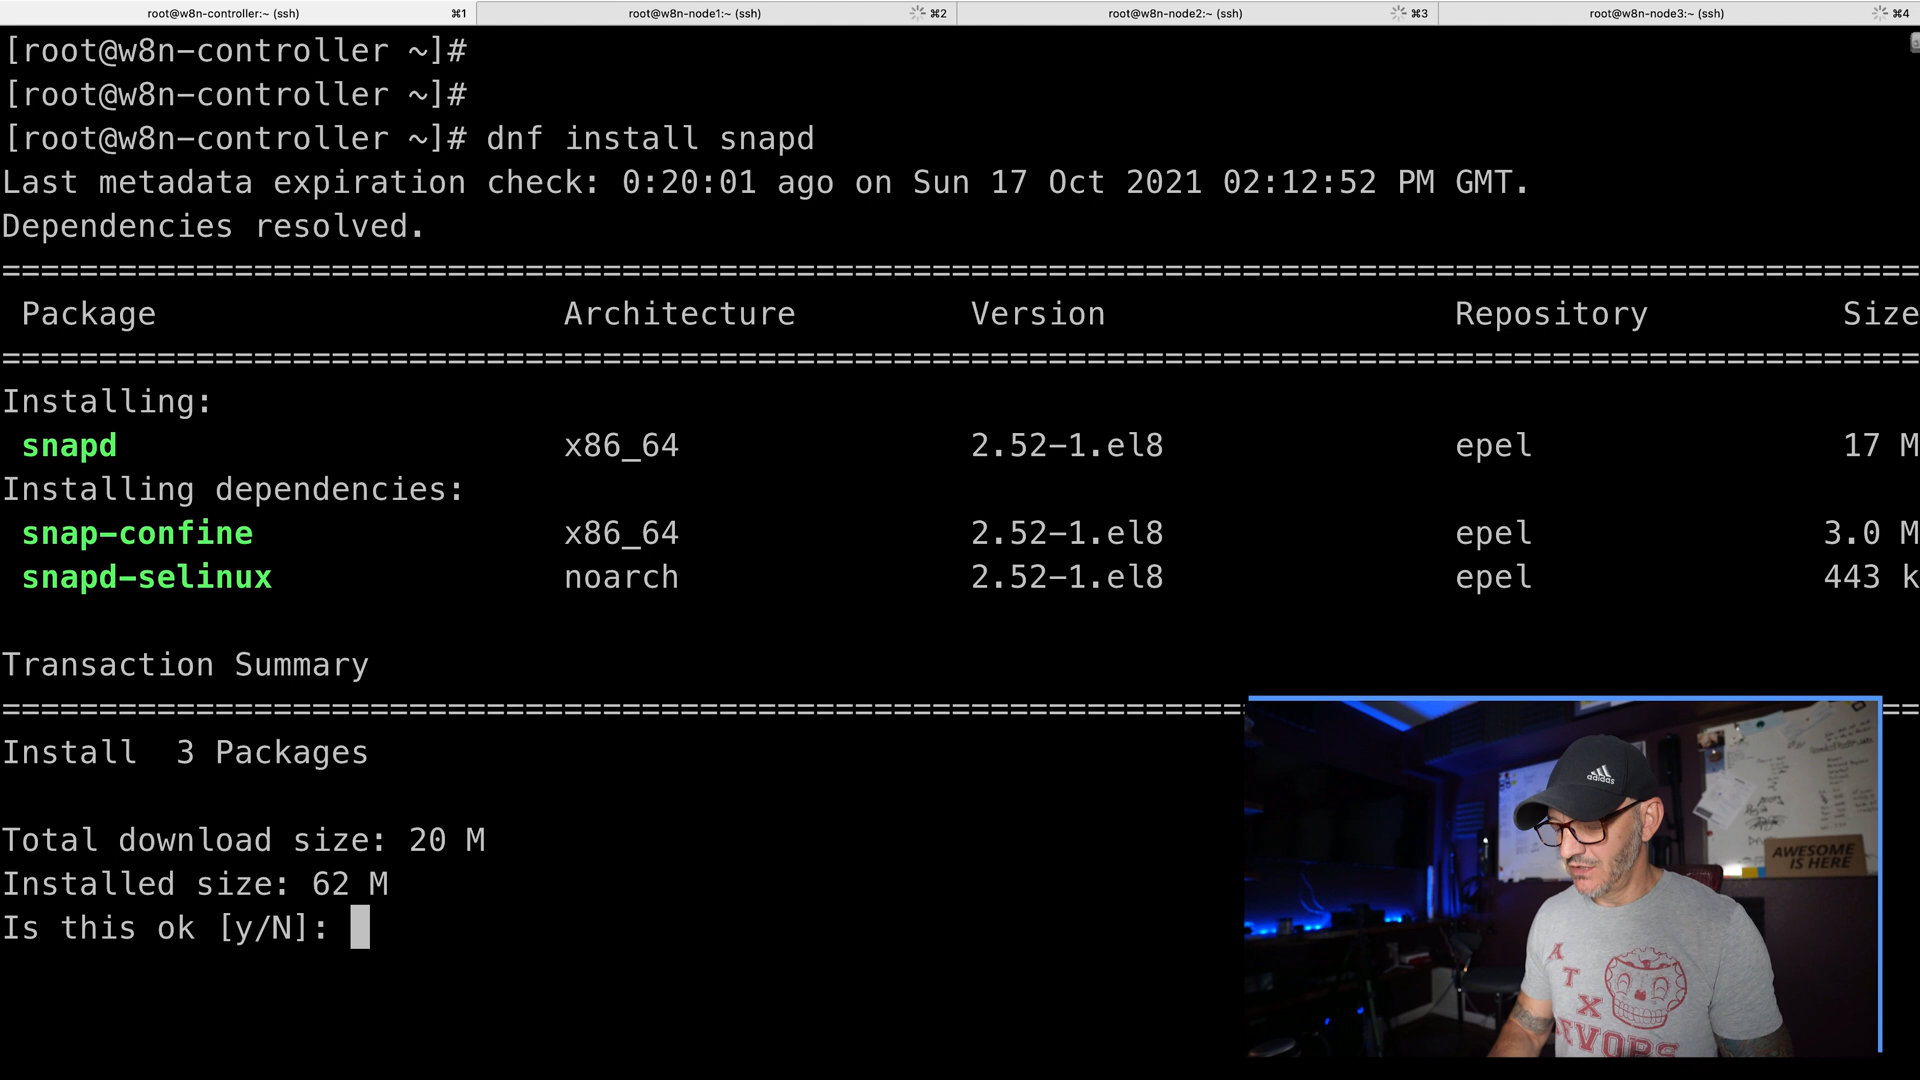 root@w8n-controller:~ (ssh) ⌘1 root@w8n-node1:~ (ssh) ⌘2 root@w8n-node2:~ (ssh) ⌘3 root@w8n-node3:~ (ssh) ⌘4
[root@w8n-controller ~]#
[root@w8n-controller ~]#
[root@w8n-controller ~]# dnf install snapd
Last metadata expiration check: 0:20:01 ago on Sun 17 Oct 2021 02:12:52 PM GMT.
Dependencies resolved.
================================================================================
Package Architecture Version Repository Size
================================================================================
Installing:
snapd x86_64 2.52-1.el8 epel 17 M
Installing dependencies:
snap-confine x86_64 2.52-1.el8 epel 3.0 M
snapd-selinux noarch 2.52-1.el8 epel 443 k
Transaction Summary
================================================================================
Install 3 Packages
Total download size: 20 M
Installed size: 62 M
Is this ok [y/N]:
adidas
AWESOME
IS HERE
ATX